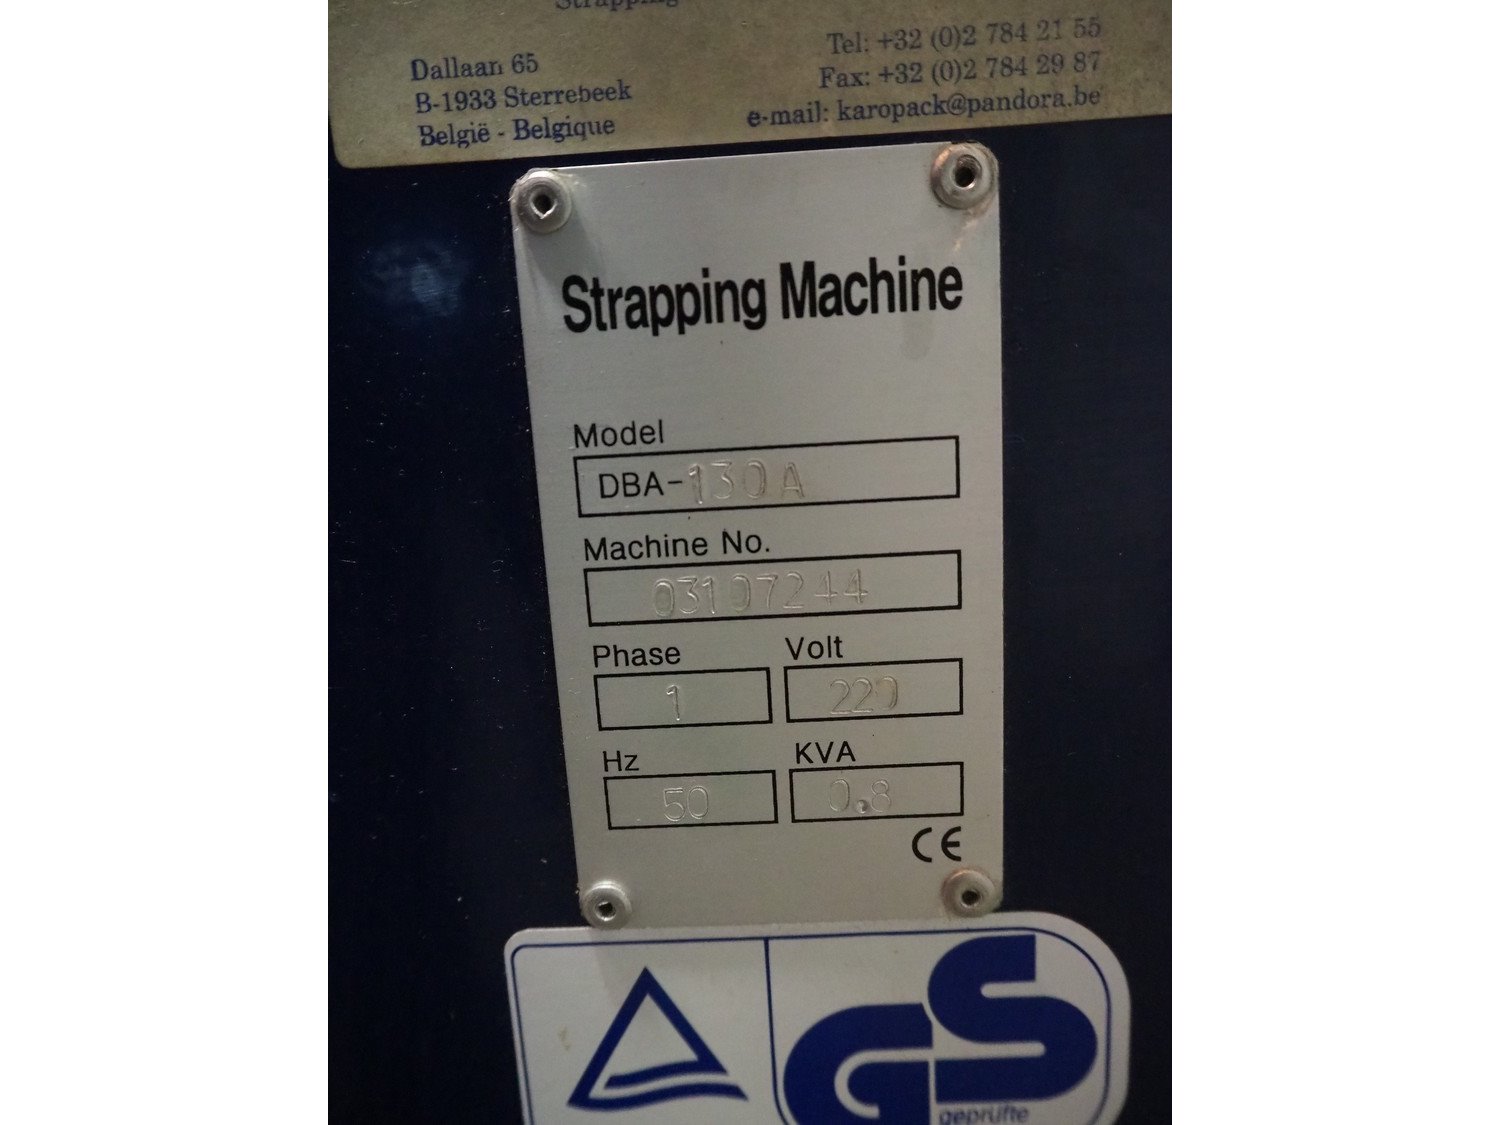 Strapping
Dallaan 65
B-1933 Sterrebeek
België - Belgique
Tel: +32 (0)2 784 21 55
Fax: +32 (0)2 784 29 87
e-mail: karopack@pandora.be
Strapping Machine
Model
DBA-130A
Machine No.
03107244
Phase
1
Volt
220
Hz
50
KVA
0.8
CE
GS
geprüfte